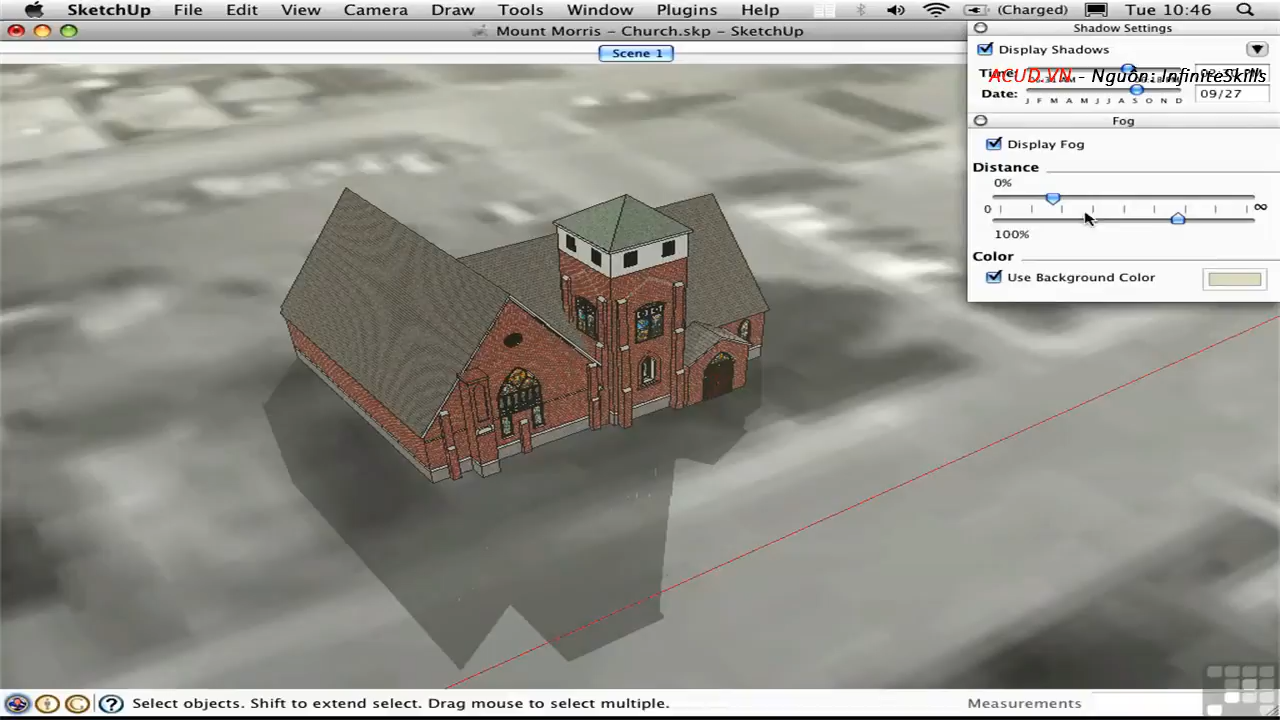 SketchUp File Edit View Camera Draw Tools Window Plugins Help (Charged) Tue 10:46
Mount Morris – Church.skp – SketchUp
Shadow Settings
Scene 1
Display Shadows
Time:
ACUD.VN - Nguồn: InfiniteSkills
Date: J F M A M J J A S O N D 09/27
Fog
Display Fog
Distance
0%
0 ∞
100%
Color
Use Background Color
Select objects. Shift to extend select. Drag mouse to select multiple. Measurements